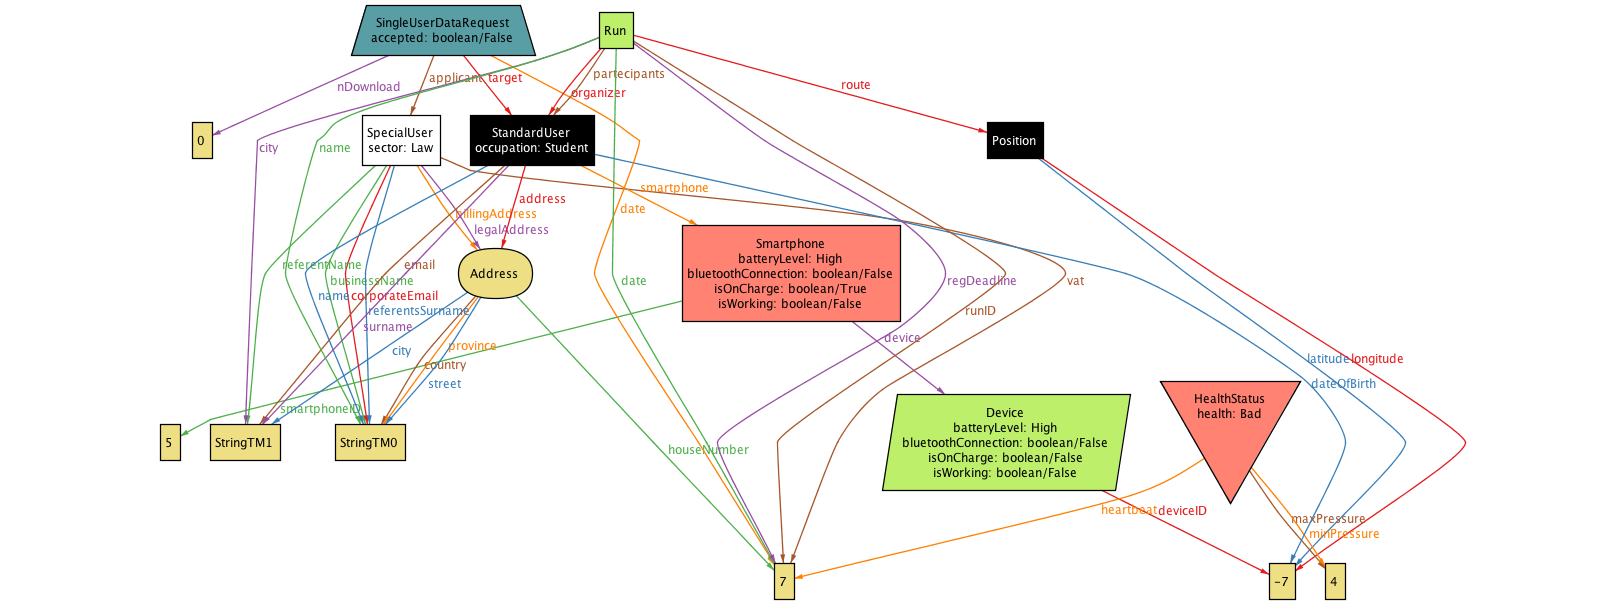 SingleUserDataRequest
accepted: boolean/False
Run
nDownload
applicant
target
partecipants
organizer
route
0
SpecialUser
sector: Law
StandardUser
occupation: Student
Position
city
name
smartphone
address
date
billingAddress
legalAddress
Smartphone
batteryLevel: High
bluetoothConnection: boolean/False
isOnCharge: boolean/True
isWorking: boolean/False
Address
referentName
email
businessName
date
regDeadline
vat
name
corporateEmail
referentsSurname
surname
runID
device
city
province
country
street
latitude
longitude
dateOfBirth
smartphoneID
5
StringTM1
StringTM0
houseNumber
Device
batteryLevel: High
bluetoothConnection: boolean/False
isOnCharge: boolean/False
isWorking: boolean/False
HealthStatus
health: Bad
heartbeat
deviceID
maxPressure
minPressure
7
-7
4